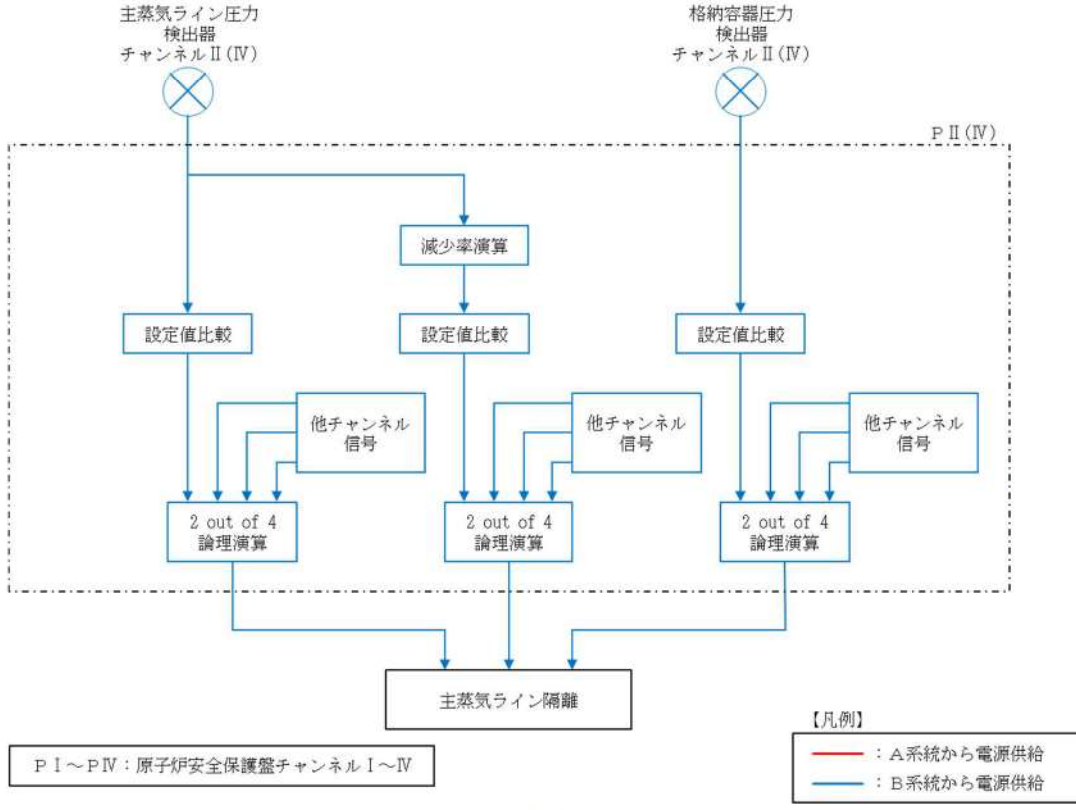 主蒸気ライン圧力
検出器
チャンネルⅡ(Ⅳ)
格納容器圧力
検出器
チャンネルⅡ(Ⅳ)
PⅡ(Ⅳ)
減少率演算
設定値比較
設定値比較
設定値比較
他チャンネル
信号
他チャンネル
信号
他チャンネル
信号
2 out of 4
論理演算
2 out of 4
論理演算
2 out of 4
論理演算
主蒸気ライン隔離
PⅠ~PⅣ:原子炉安全保護盤チャンネルⅠ~Ⅳ
【凡例】
:A系統から電源供給
:B系統から電源供給